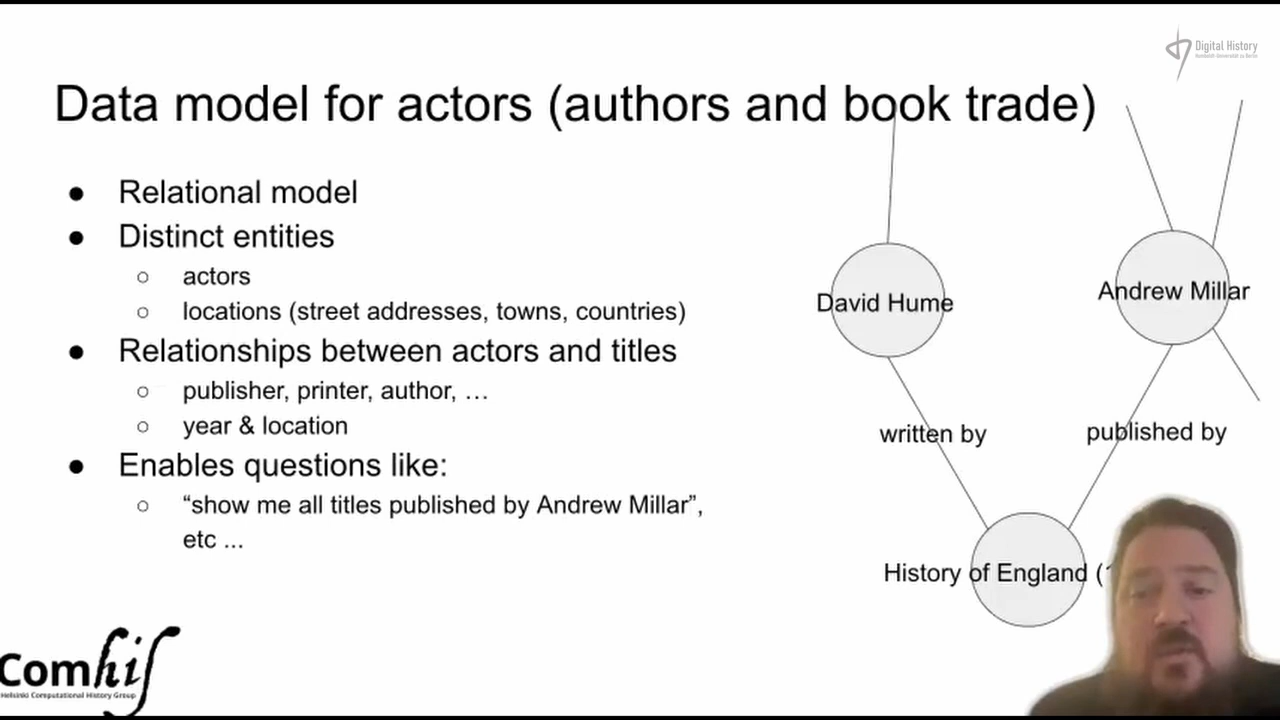 Digital History
Humboldt-Universität zu Berlin
Data model for actors (authors and book trade)
● Relational model
● Distinct entities
○ actors
○ locations (street addresses, towns, countries)
● Relationships between actors and titles
○ publisher, printer, author, …
○ year & location
● Enables questions like:
○ “show me all titles published by Andrew Millar”,
etc ...
David Hume
Andrew Millar
written by
published by
History of England (
Comhis
Helsinki Computational History Group